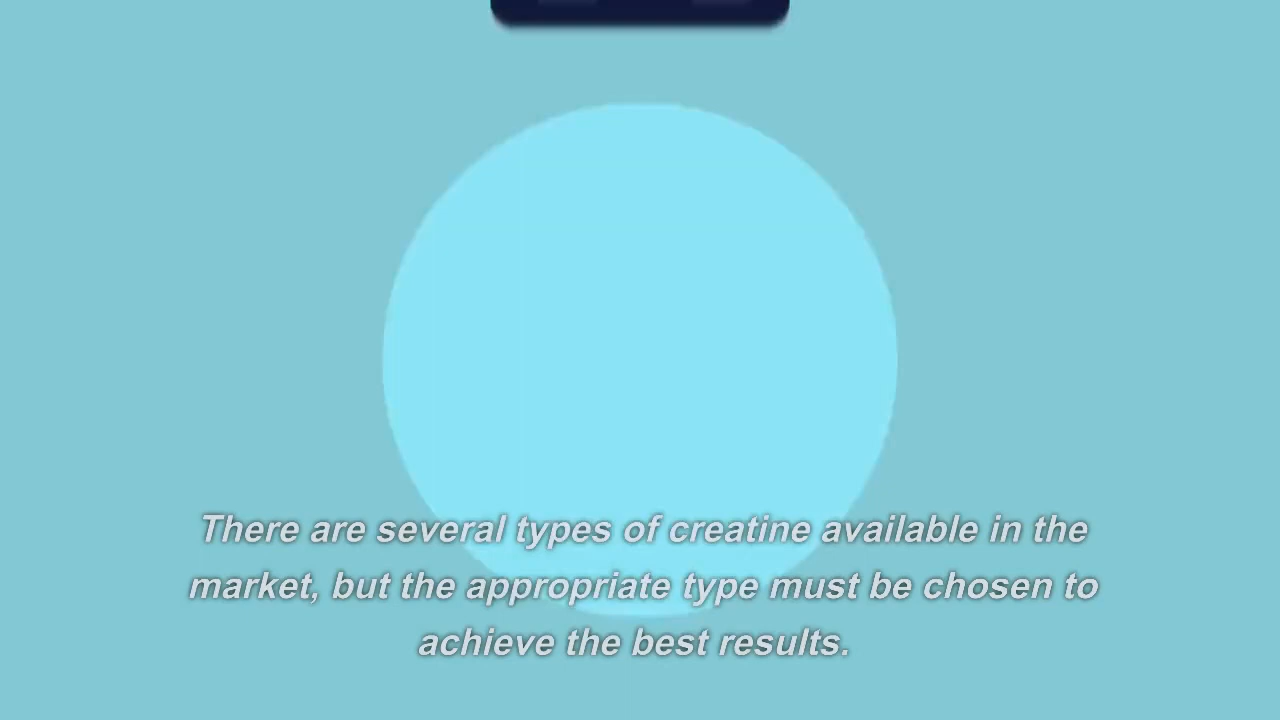 There are several types of creatine available in the
market, but the appropriate type must be chosen to
achieve the best results.